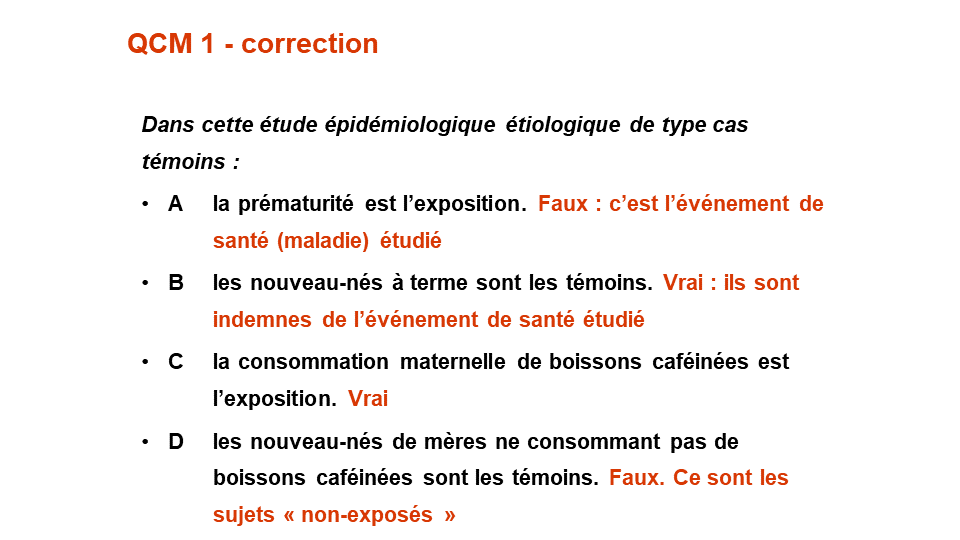 QCM 1 - correction
Dans cette étude épidémiologique étiologique de type cas
témoins :
• A la prématurité est l’exposition. Faux : c’est l’événement de
santé (maladie) étudié
• B les nouveau-nés à terme sont les témoins. Vrai : ils sont
indemnes de l’événement de santé étudié
• C la consommation maternelle de boissons caféinées est
l’exposition. Vrai
• D les nouveau-nés de mères ne consommant pas de
boissons caféinées sont les témoins. Faux. Ce sont les
sujets « non-exposés »